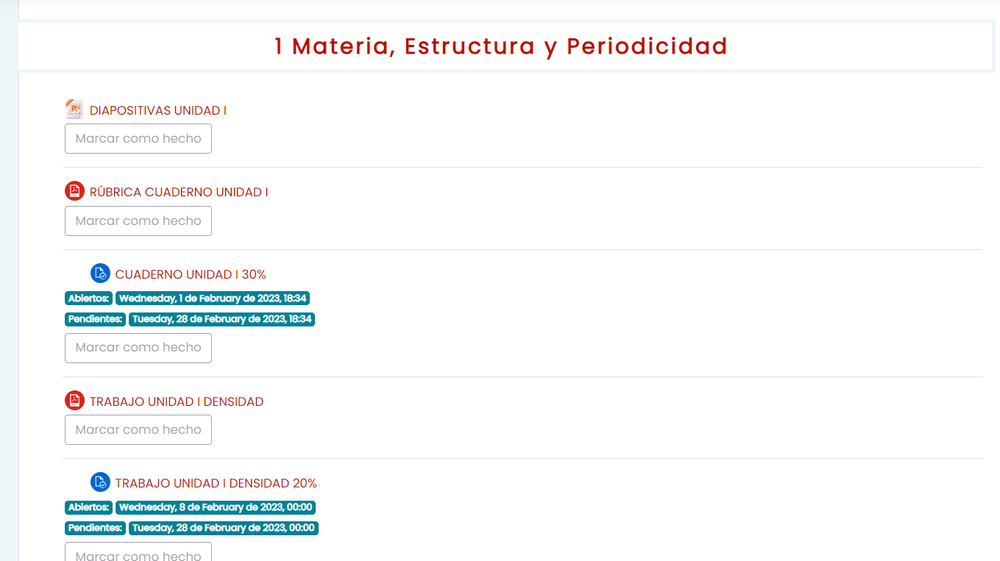 1 Materia, Estructura y Periodicidad
DIAPOSITIVAS UNIDAD I
Marcar como hecho
RÚBRICA CUADERNO UNIDAD I
Marcar como hecho
CUADERNO UNIDAD I 30%
Abiertos: Wednesday, 1 de February de 2023, 18:34
Pendientes: Tuesday, 28 de February de 2023, 18:34
Marcar como hecho
TRABAJO UNIDAD I DENSIDAD
Marcar como hecho
TRABAJO UNIDAD I DENSIDAD 20%
Abiertos: Wednesday, 8 de February de 2023, 00:00
Pendientes: Tuesday, 28 de February de 2023, 00:00
Marcar como hecho